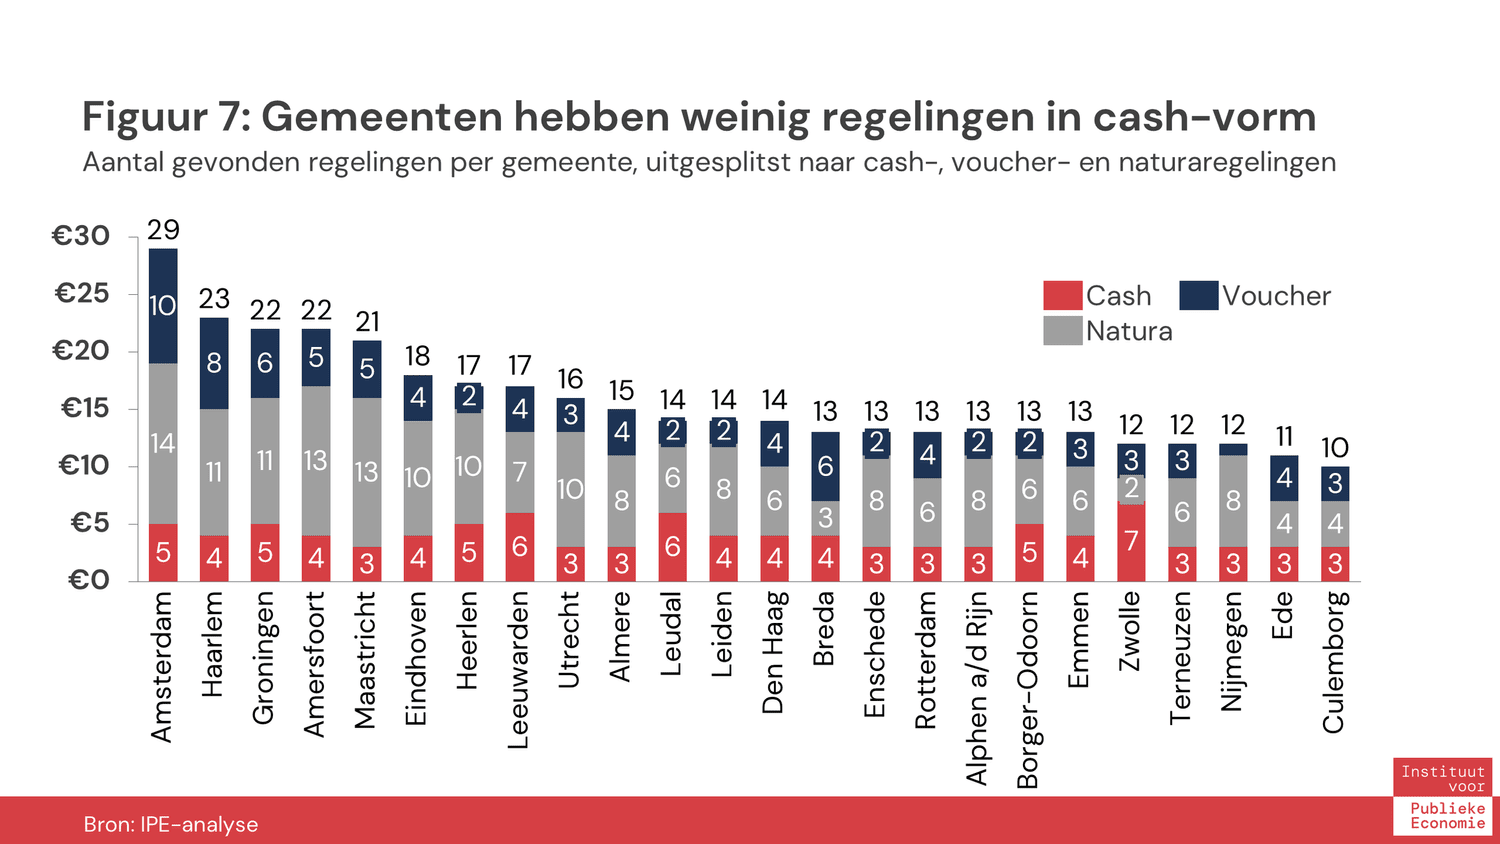 Figuur 7: Gemeenten hebben weinig regelingen in cash-vorm
Aantal gevonden regelingen per gemeente, uitgesplitst naar cash-, voucher- en naturaregelingen
€30
€25
€20
€15
€10
€5
€0
Cash
Voucher
Natura
29 23 22 22 21 18 17 17 16 15 14 14 14 13 13 13 13 13 13 12 12 12 11 10
10 8 6 5 5 4 2 4 3 4 2 2 4 6 2 4 2 2 3 3 3 4 3
14 11 11 13 13 10 10 7 10 8 6 8 6 3 8 6 8 6 6 2 6 8 4 4
5 4 5 4 3 4 5 6 3 3 6 4 4 4 3 3 3 5 4 7 3 3 3 3
Amsterdam
Haarlem
Groningen
Amersfoort
Maastricht
Eindhoven
Heerlen
Leeuwarden
Utrecht
Almere
Leudal
Leiden
Den Haag
Breda
Enschede
Rotterdam
Alphen a/d Rijn
Borger-Odoorn
Emmen
Zwolle
Terneuzen
Nijmegen
Ede
Culemborg
Bron: IPE-analyse
Instituut
voor
Publieke
Economie